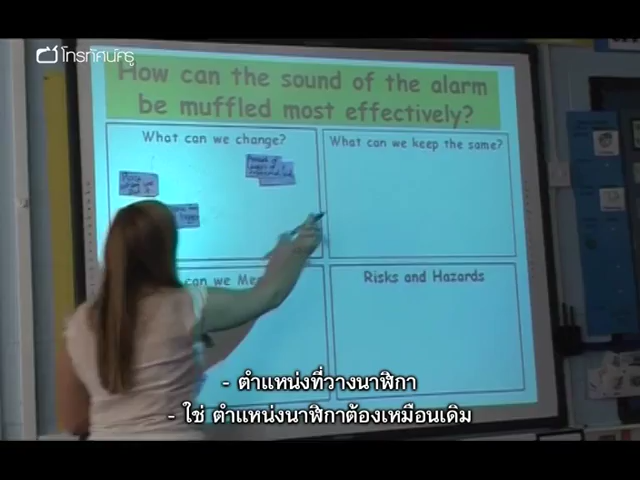 โทรทัศน์ครู
How can the sound of the alarm
be muffled most effectively?
What can we change?
What can we keep the same?
can we Me
Risks and Hazards
- ตำแหน่งที่วางนาฬิกา
- ใช่ ตำแหน่งนาฬิกาต้องเหมือนเดิม